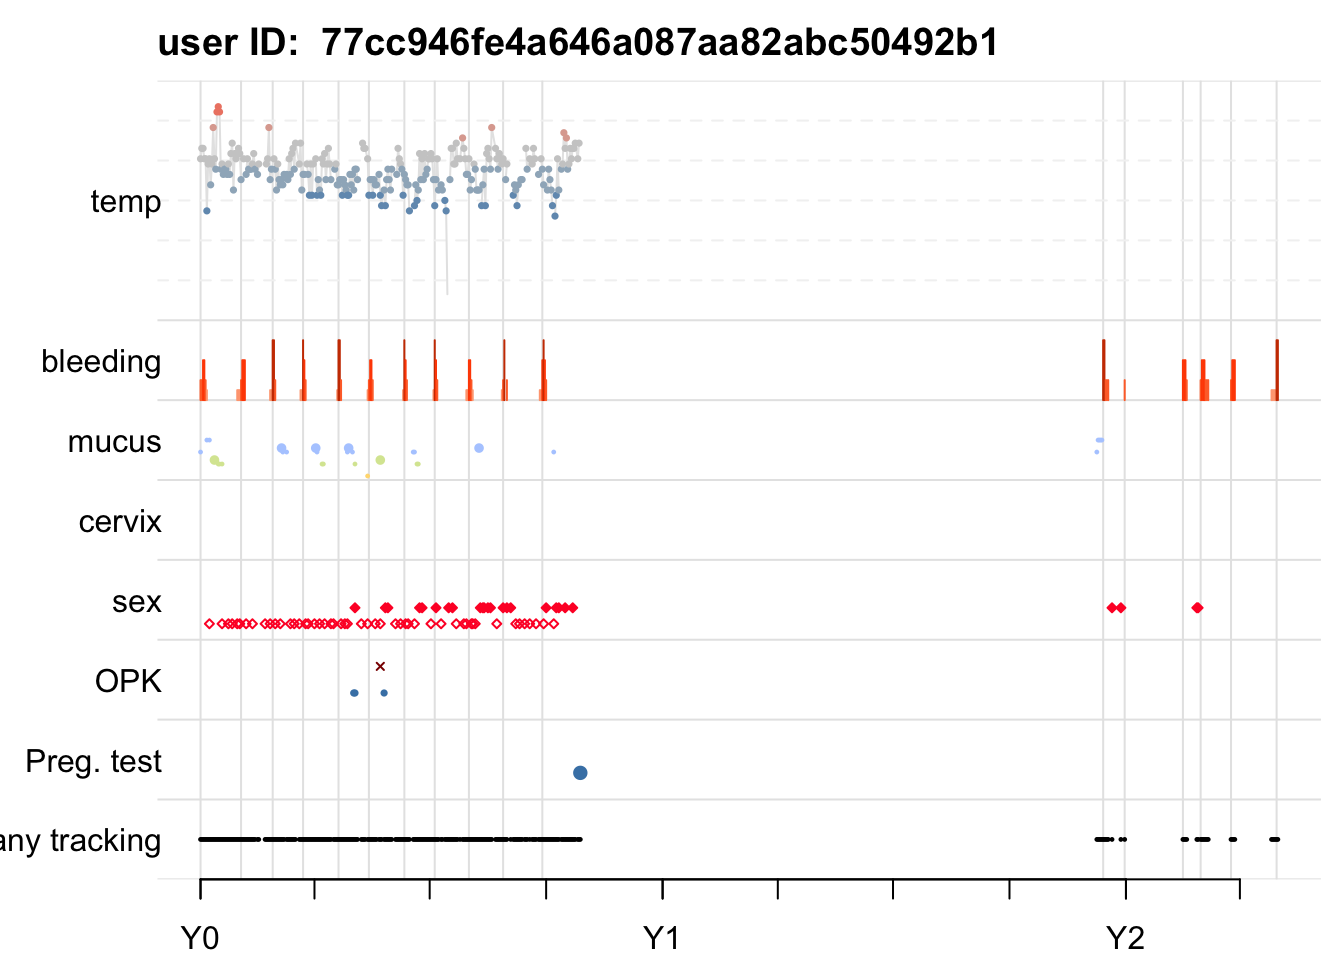 user ID:  77cc946fe4a646a087aa82abc50492b1
temp
bleeding
mucus
cervix
sex
OPK
Preg. test
any tracking
Y0 Y1 Y2